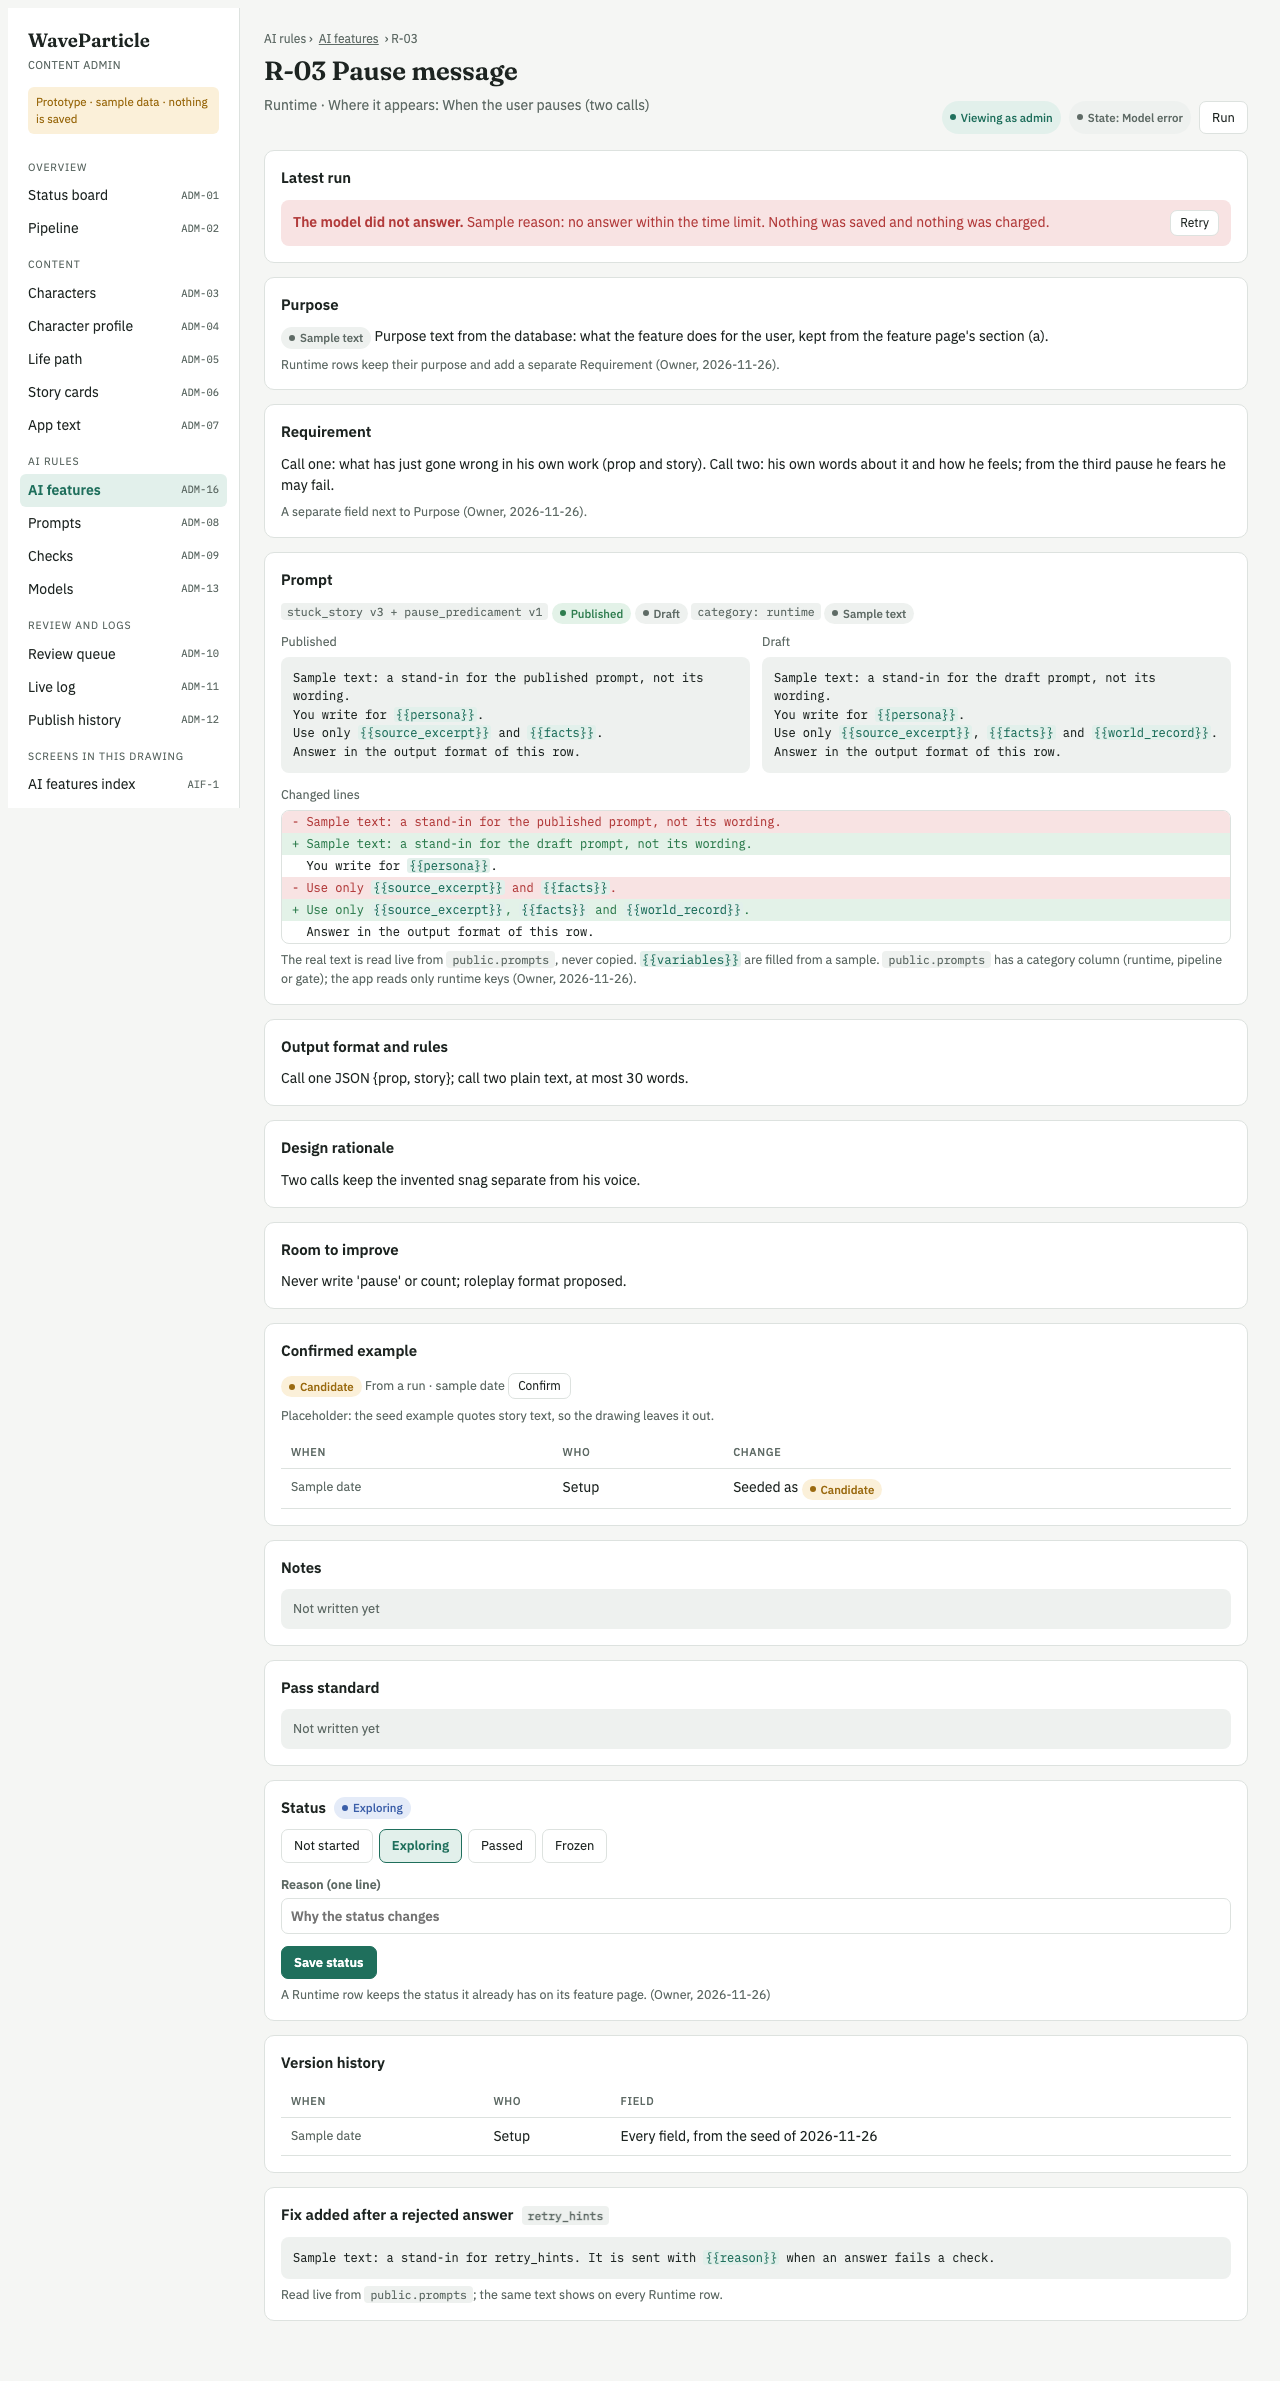 WaveParticle
CONTENT ADMIN
Prototype · sample data · nothing
is saved
OVERVIEW
Status board ADM-01
Pipeline ADM-02
CONTENT
Characters ADM-03
Character profile ADM-04
Life path ADM-05
Story cards ADM-06
App text ADM-07
AI RULES
AI features ADM-16
Prompts ADM-08
Checks ADM-09
Models ADM-13
REVIEW AND LOGS
Review queue ADM-10
Live log ADM-11
Publish history ADM-12
SCREENS IN THIS DRAWING
AI features index AIF-1
AI rules › AI features › R-03
R-03 Pause message
Runtime · Where it appears: When the user pauses (two calls)
Viewing as admin State: Model error Run
Latest run
The model did not answer. Sample reason: no answer within the time limit. Nothing was saved and nothing was charged. Retry
Purpose
Sample text Purpose text from the database: what the feature does for the user, kept from the feature page's section (a).
Runtime rows keep their purpose and add a separate Requirement (Owner, 2026-11-26).
Requirement
Call one: what has just gone wrong in his own work (prop and story). Call two: his own words about it and how he feels; from the third pause he fears he
may fail.
A separate field next to Purpose (Owner, 2026-11-26).
Prompt
stuck_story v3 + pause_predicament v1 Published Draft category: runtime Sample text
Published
Sample text: a stand-in for the published prompt, not its
wording.
You write for {{persona}}.
Use only {{source_excerpt}} and {{facts}}.
Answer in the output format of this row.
Draft
Sample text: a stand-in for the draft prompt, not its
wording.
You write for {{persona}}.
Use only {{source_excerpt}}, {{facts}} and {{world_record}}.
Answer in the output format of this row.
Changed lines
- Sample text: a stand-in for the published prompt, not its wording.
+ Sample text: a stand-in for the draft prompt, not its wording.
You write for {{persona}}.
- Use only {{source_excerpt}} and {{facts}}.
+ Use only {{source_excerpt}}, {{facts}} and {{world_record}}.
Answer in the output format of this row.
The real text is read live from public.prompts, never copied. {{variables}} are filled from a sample. public.prompts has a category column (runtime, pipeline
or gate); the app reads only runtime keys (Owner, 2026-11-26).
Output format and rules
Call one JSON {prop, story}; call two plain text, at most 30 words.
Design rationale
Two calls keep the invented snag separate from his voice.
Room to improve
Never write 'pause' or count; roleplay format proposed.
Confirmed example
Candidate From a run · sample date Confirm
Placeholder: the seed example quotes story text, so the drawing leaves it out.
WHEN WHO CHANGE
Sample date Setup Seeded as Candidate
Notes
Not written yet
Pass standard
Not written yet
Status Exploring
Not started Exploring Passed Frozen
Reason (one line)
Why the status changes
Save status
A Runtime row keeps the status it already has on its feature page. (Owner, 2026-11-26)
Version history
WHEN WHO FIELD
Sample date Setup Every field, from the seed of 2026-11-26
Fix added after a rejected answer retry_hints
Sample text: a stand-in for retry_hints. It is sent with {{reason}} when an answer fails a check.
Read live from public.prompts; the same text shows on every Runtime row.